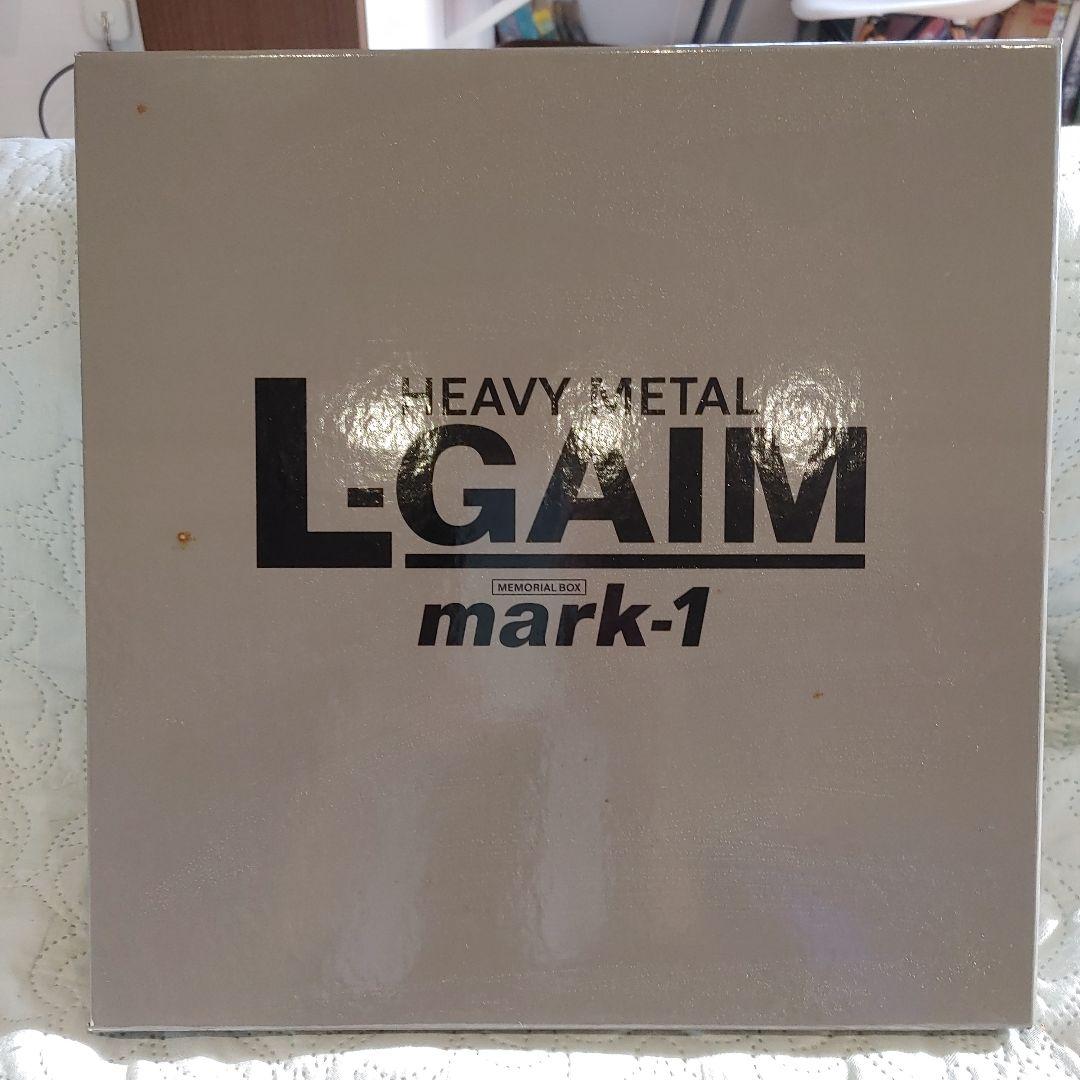 HEAVY METAL
L-GAIM
MEMORIAL BOX
mark-1